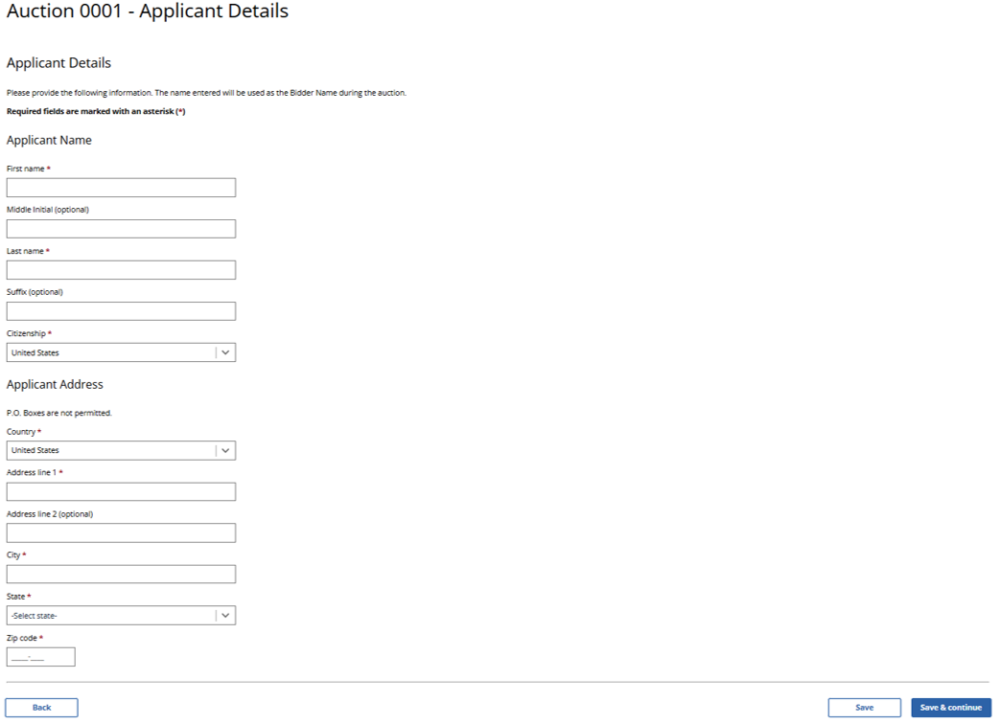 Auction 0001 - Applicant Details
Applicant Details
Please provide the following information. The name entered will be used as the Bidder Name during the auction.
Required fields are marked with an asterisk (*)
Applicant Name
First name *
Middle Initial (optional)
Last name *
Suffix (optional)
Citizenship *
United States
Applicant Address
P.O. Boxes are not permitted.
Country *
United States
Address line 1 *
Address line 2 (optional)
City *
State *
-Select state-
Zip code *
_____-____
Back
Save
Save & continue